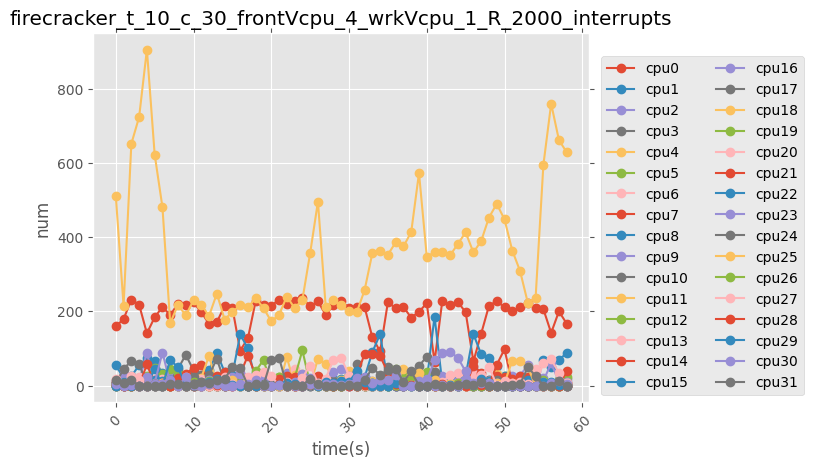 firecracker_t_10_c_30_frontVcpu_4_wrkVcpu_1_R_2000_interrupts
num
800
600
400
200
0
0
10
20
30
40
50
60
time(s)
cpu0
cpu1
cpu2
cpu3
cpu4
cpu5
cpu6
cpu7
cpu8
cpu9
cpu10
cpu11
cpu12
cpu13
cpu14
cpu15
cpu16
cpu17
cpu18
cpu19
cpu20
cpu21
cpu22
cpu23
cpu24
cpu25
cpu26
cpu27
cpu28
cpu29
cpu30
cpu31